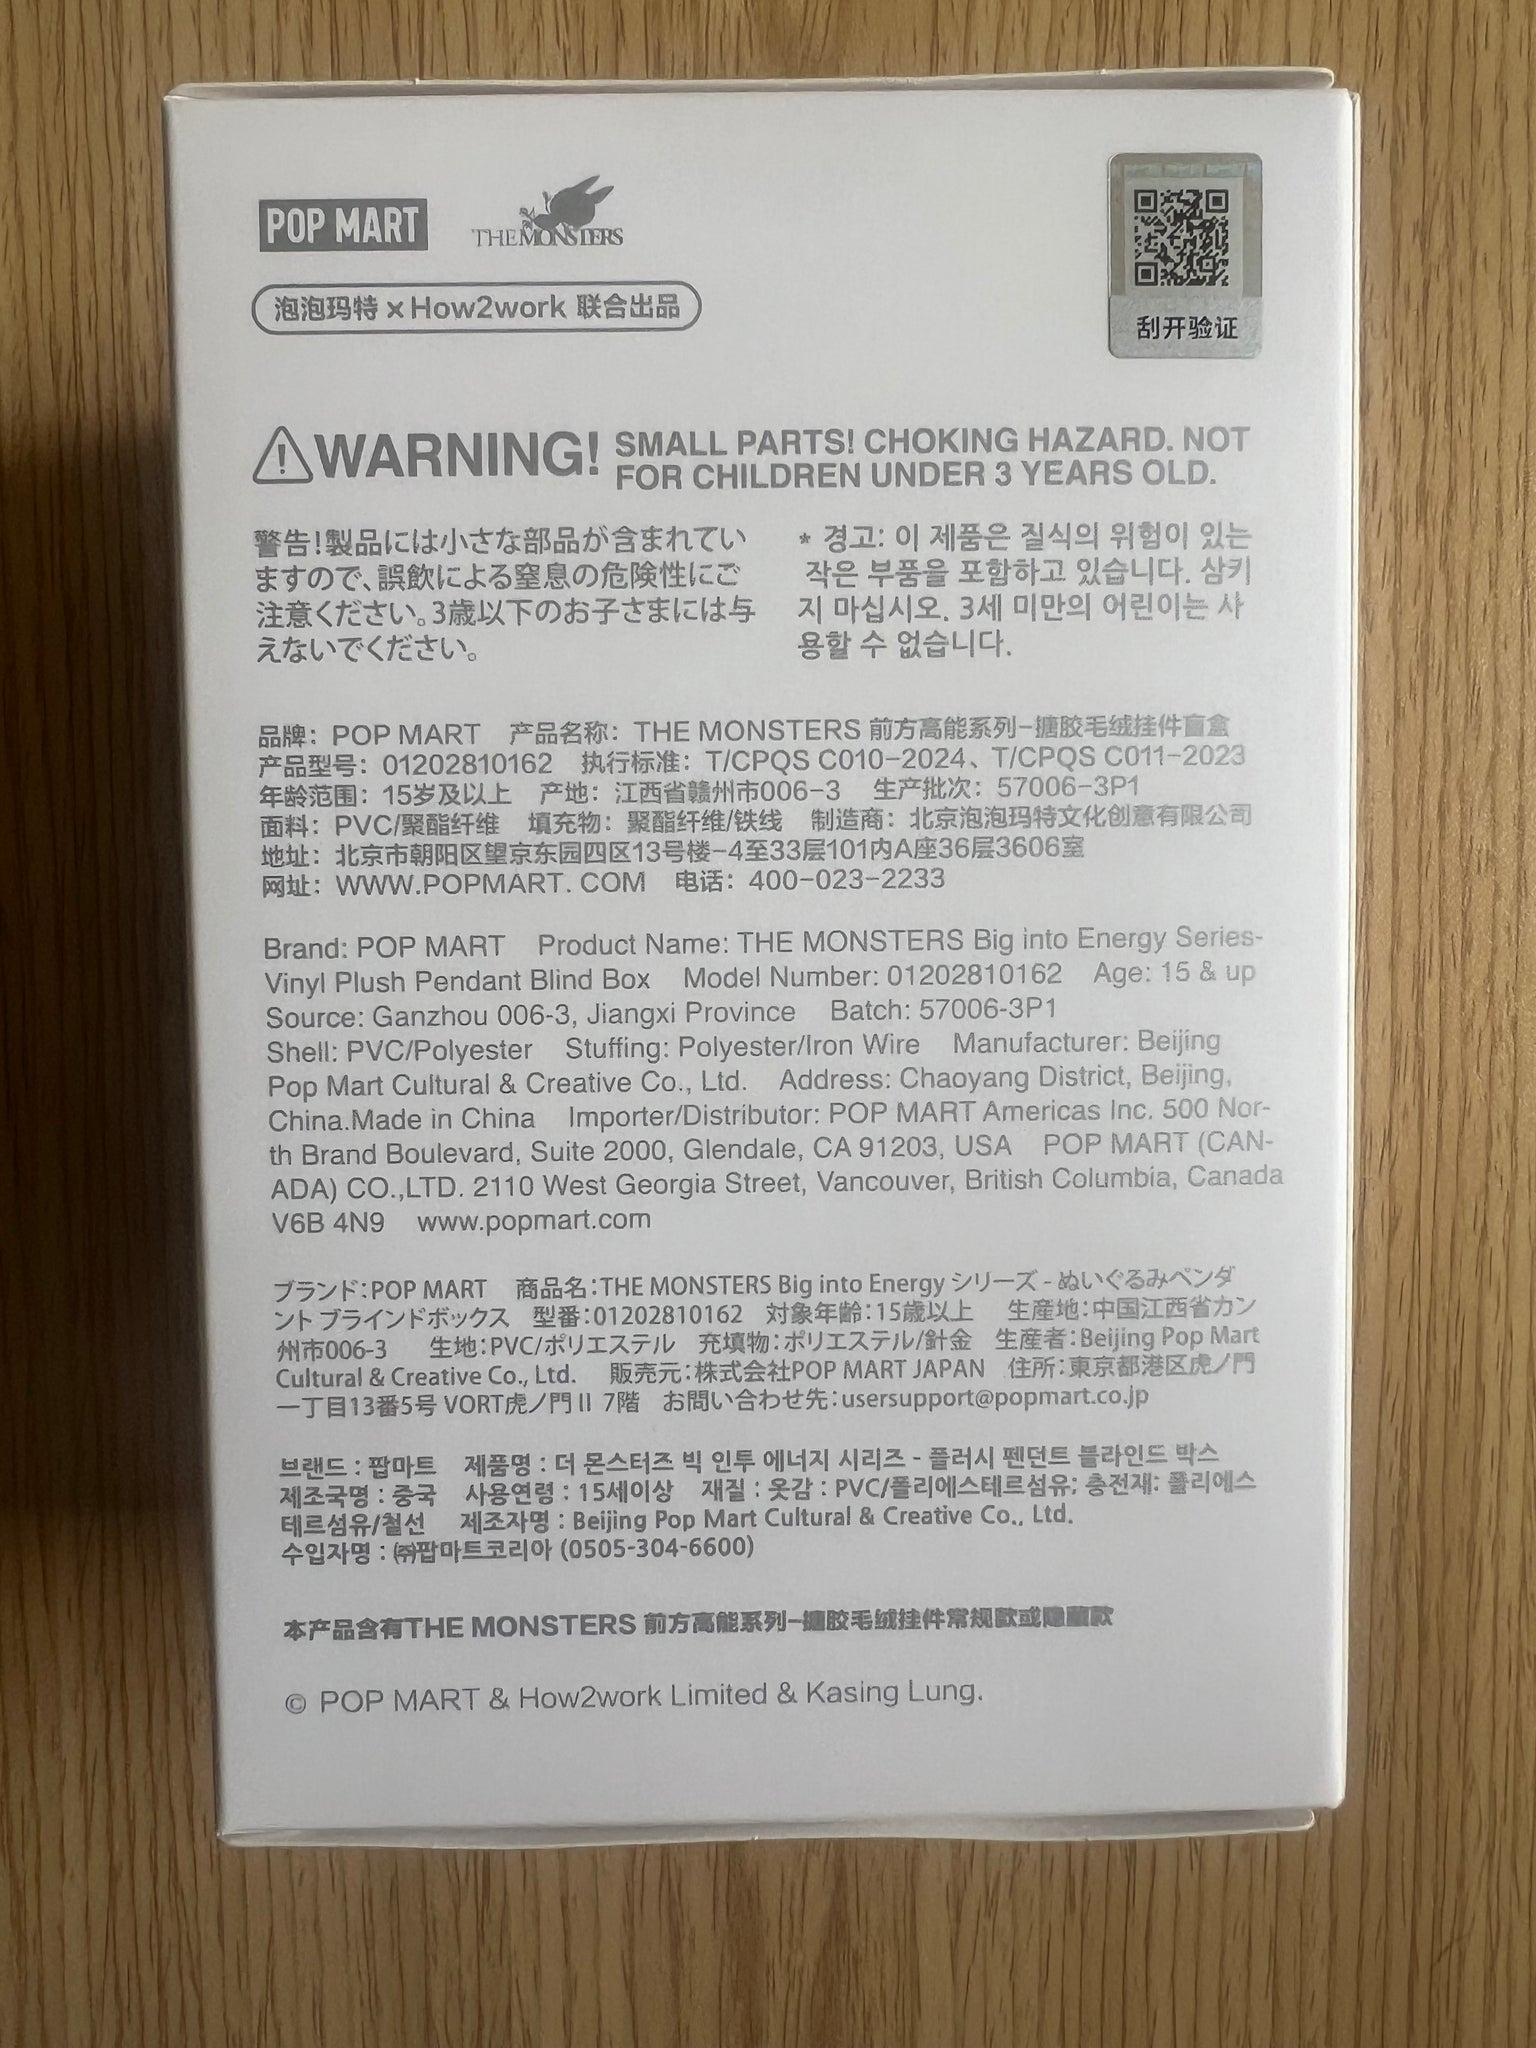 POP MART THE MONSTERS
泡泡玛特 × How2work 联合出品
刮开验证
WARNING! SMALL PARTS! CHOKING HAZARD. NOT
FOR CHILDREN UNDER 3 YEARS OLD.
警告!製品には小さな部品が含まれてい
ますので、誤飲による窒息の危険性にご
注意ください。3歳以下のお子さまには与
えないでください。
* 경고: 이 제품은 질식의 위험이 있는
작은 부품을 포함하고 있습니다. 삼키
지 마십시오. 3세 미만의 어린이는 사
용할 수 없습니다.
品牌：POP MART 产品名称：THE MONSTERS 前方高能系列-搪胶毛绒挂件盲盒
产品型号：01202810162 执行标准：T/CPQS C010-2024、T/CPQS C011-2023
年龄范围：15岁及以上 产地：江西省赣州市006-3 生产批次：57006-3P1
面料：PVC/聚酯纤维 填充物：聚酯纤维/铁线 制造商：北京泡泡玛特文化创意有限公司
地址：北京市朝阳区望京东园四区13号楼-4至33层101内A座36层3606室
网址：WWW.POPMART. COM 电话：400-023-2233
Brand: POP MART Product Name: THE MONSTERS Big into Energy Series-
Vinyl Plush Pendant Blind Box Model Number: 01202810162 Age: 15 & up
Source: Ganzhou 006-3, Jiangxi Province Batch: 57006-3P1
Shell: PVC/Polyester Stuffing: Polyester/Iron Wire Manufacturer: Beijing
Pop Mart Cultural & Creative Co., Ltd. Address: Chaoyang District, Beijing,
China.Made in China Importer/Distributor: POP MART Americas Inc. 500 Nor-
th Brand Boulevard, Suite 2000, Glendale, CA 91203, USA POP MART (CAN-
ADA) CO.,LTD. 2110 West Georgia Street, Vancouver, British Columbia, Canada
V6B 4N9 www.popmart.com
ブランド：POP MART 商品名：THE MONSTERS Big into Energy シリーズ - ぬいぐるみペンダ
ント ブラインドボックス 型番：01202810162 対象年齢：15歳以上 生産地：中国江西省カン
州市006-3 生地：PVC/ポリエステル 充填物：ポリエステル/針金 生産者：Beijing Pop Mart
Cultural & Creative Co., Ltd. 販売元：株式会社POP MART JAPAN 住所：東京都港区虎ノ門
一丁目13番5号 VORT虎ノ門Ⅱ 7階 お問い合わせ先：usersupport@popmart.co.jp
브랜드 : 팝마트 제품명 : 더 몬스터즈 빅 인투 에너지 시리즈 - 플러시 펜던트 블라인드 박스
제조국명 : 중국 사용연령 : 15세이상 재질 : 옷감 : PVC/폴리에스테르섬유; 충전재: 폴리에스
테르섬유/철선 제조자명 : Beijing Pop Mart Cultural & Creative Co., Ltd.
수입자명 : ㈜팝마트코리아 (0505-304-6600)
本产品含有THE MONSTERS 前方高能系列-搪胶毛绒挂件常规款或隐藏款
© POP MART & How2work Limited & Kasing Lung.